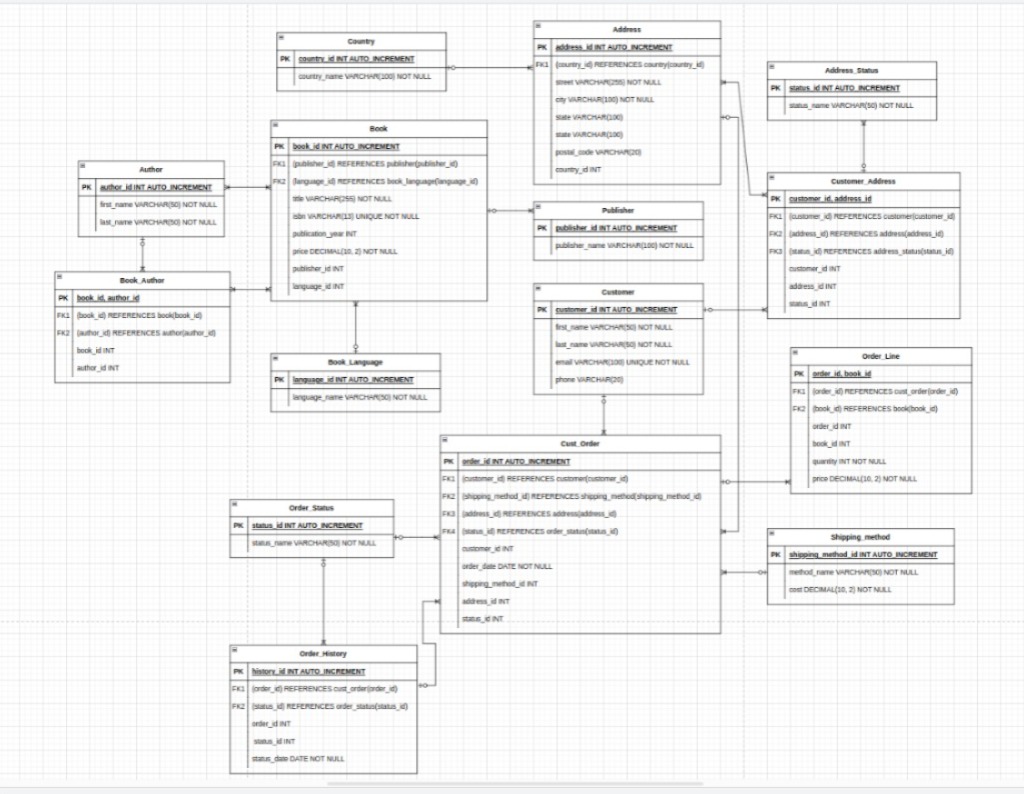 Country
PK country_id INT AUTO_INCREMENT
country_name VARCHAR(100) NOT NULL
Address
PK address_id INT AUTO_INCREMENT
FK1 (country_id) REFERENCES country(country_id)
street VARCHAR(255) NOT NULL
city VARCHAR(100) NOT NULL
state VARCHAR(100)
state VARCHAR(100)
postal_code VARCHAR(20)
country_id INT
Address_Status
PK status_id INT AUTO_INCREMENT
status_name VARCHAR(50) NOT NULL
Book
PK book_id INT AUTO_INCREMENT
FK1 (publisher_id) REFERENCES publisher(publisher_id)
FK2 (language_id) REFERENCES book_language(language_id)
title VARCHAR(255) NOT NULL
isbn VARCHAR(13) UNIQUE NOT NULL
publication_year INT
price DECIMAL(10, 2) NOT NULL
publisher_id INT
language_id INT
Author
PK author_id INT AUTO_INCREMENT
first_name VARCHAR(50) NOT NULL
last_name VARCHAR(50) NOT NULL
Customer_Address
PK customer_id, address_id
FK1 (customer_id) REFERENCES customer(customer_id)
FK2 (address_id) REFERENCES address(address_id)
FK3 (status_id) REFERENCES address_status(status_id)
customer_id INT
address_id INT
status_id INT
Publisher
PK publisher_id INT AUTO_INCREMENT
publisher_name VARCHAR(100) NOT NULL
Book_Author
PK book_id, author_id
FK1 (book_id) REFERENCES book(book_id)
FK2 (author_id) REFERENCES author(author_id)
book_id INT
author_id INT
Customer
PK customer_id INT AUTO_INCREMENT
first_name VARCHAR(50) NOT NULL
last_name VARCHAR(50) NOT NULL
email VARCHAR(100) UNIQUE NOT NULL
phone VARCHAR(20)
Book_Language
PK language_id INT AUTO_INCREMENT
language_name VARCHAR(50) NOT NULL
Order_Line
PK order_id, book_id
FK1 (order_id) REFERENCES cust_order(order_id)
FK2 (book_id) REFERENCES book(book_id)
order_id INT
book_id INT
quantity INT NOT NULL
price DECIMAL(10, 2) NOT NULL
Cust_Order
PK order_id INT AUTO_INCREMENT
FK1 (customer_id) REFERENCES customer(customer_id)
FK2 (shipping_method_id) REFERENCES shipping_method(shipping_method_id)
FK3 (address_id) REFERENCES address(address_id)
FK4 (status_id) REFERENCES order_status(status_id)
customer_id INT
order_date DATE NOT NULL
shipping_method_id INT
address_id INT
status_id INT
Order_Status
PK status_id INT AUTO_INCREMENT
status_name VARCHAR(50) NOT NULL
Shipping_method
PK shipping_method_id INT AUTO_INCREMENT
method_name VARCHAR(50) NOT NULL
cost DECIMAL(10, 2) NOT NULL
Order_History
PK history_id INT AUTO_INCREMENT
FK1 (order_id) REFERENCES cust_order(order_id)
FK2 (status_id) REFERENCES order_status(status_id)
order_id INT
status_id INT
status_date DATE NOT NULL